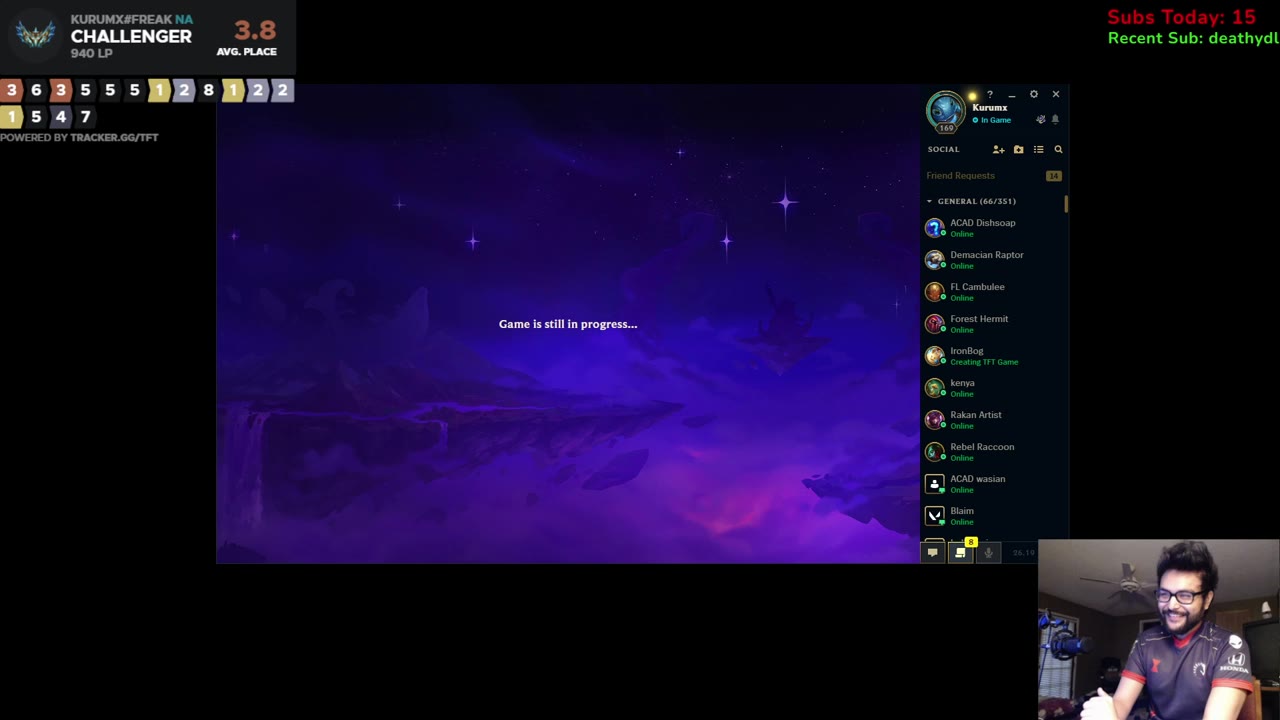 KURUMX#FREAK NA
CHALLENGER
940 LP
3.8
AVG. PLACE
3 6 3 5 5 5 1 2 8 1 2 2
1 5 4 7
POWERED BY TRACKER.GG/TFT
Subs Today: 15
Recent Sub: deathydl
Game is still in progress...
?
169
Kurumx
In Game
SOCIAL
Friend Requests
14
GENERAL (66/351)
ACAD Dishsoap
Online
Demacian Raptor
Online
FL Cambulee
Online
Forest Hermit
Online
IronBog
Creating TFT Game
kenya
Online
Rakan Artist
Online
Rebel Raccoon
Online
ACAD wasian
Online
Blaim
Online
8
26.19
HONDA